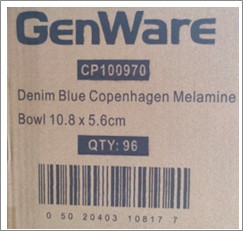 GenWare
CP100970
Denim Blue Copenhagen Melamine
Bowl 10.8 x 5.6cm
QTY: 96
0 50 20403 10817 7